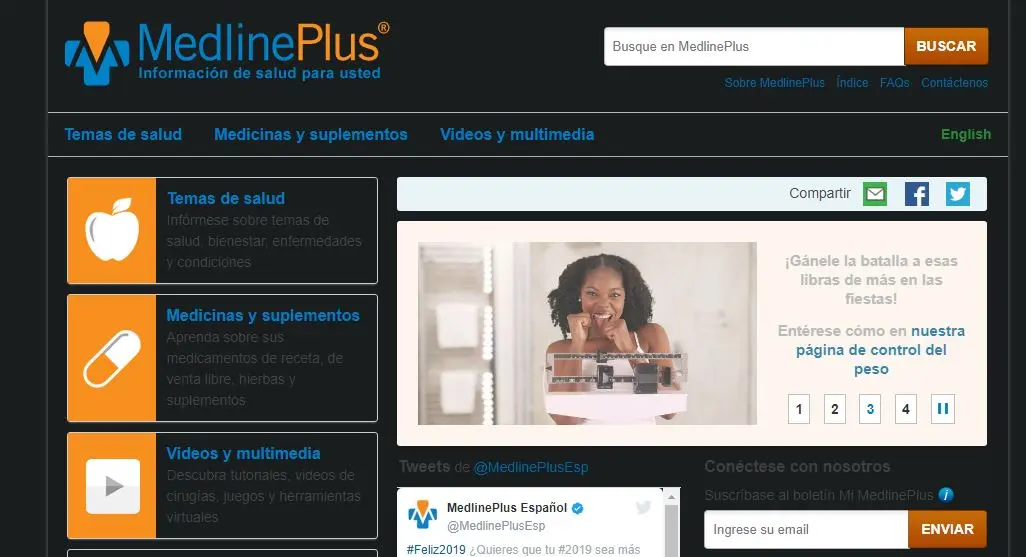 MedlinePlus®
Información de salud para usted
Busque en MedlinePlus
BUSCAR
Sobre MedlinePlus Índice FAQs Contáctenos
Temas de salud Medicinas y suplementos Videos y multimedia English
Temas de salud
Infórmese sobre temas de
salud, bienestar, enfermedades
y condiciones
Medicinas y suplementos
Aprenda sobre sus
medicamentos de receta, de
venta libre, hierbas y
suplementos
Videos y multimedia
Descubra tutoriales, videos de
cirugías, juegos y herramientas
virtuales
Compartir
¡Gánele la batalla a esas
libras de más en las
fiestas!
Entérese cómo en nuestra
página de control del
peso
1 2 3 4
Tweets de @MedlinePlusEsp
MedlinePlus Español
@MedlinePlusEsp
#Feliz2019 ¿Quieres que tu #2019 sea más
Conéctese con nosotros
Suscríbase al boletín Mi MedlinePlus i
Ingrese su email
ENVIAR